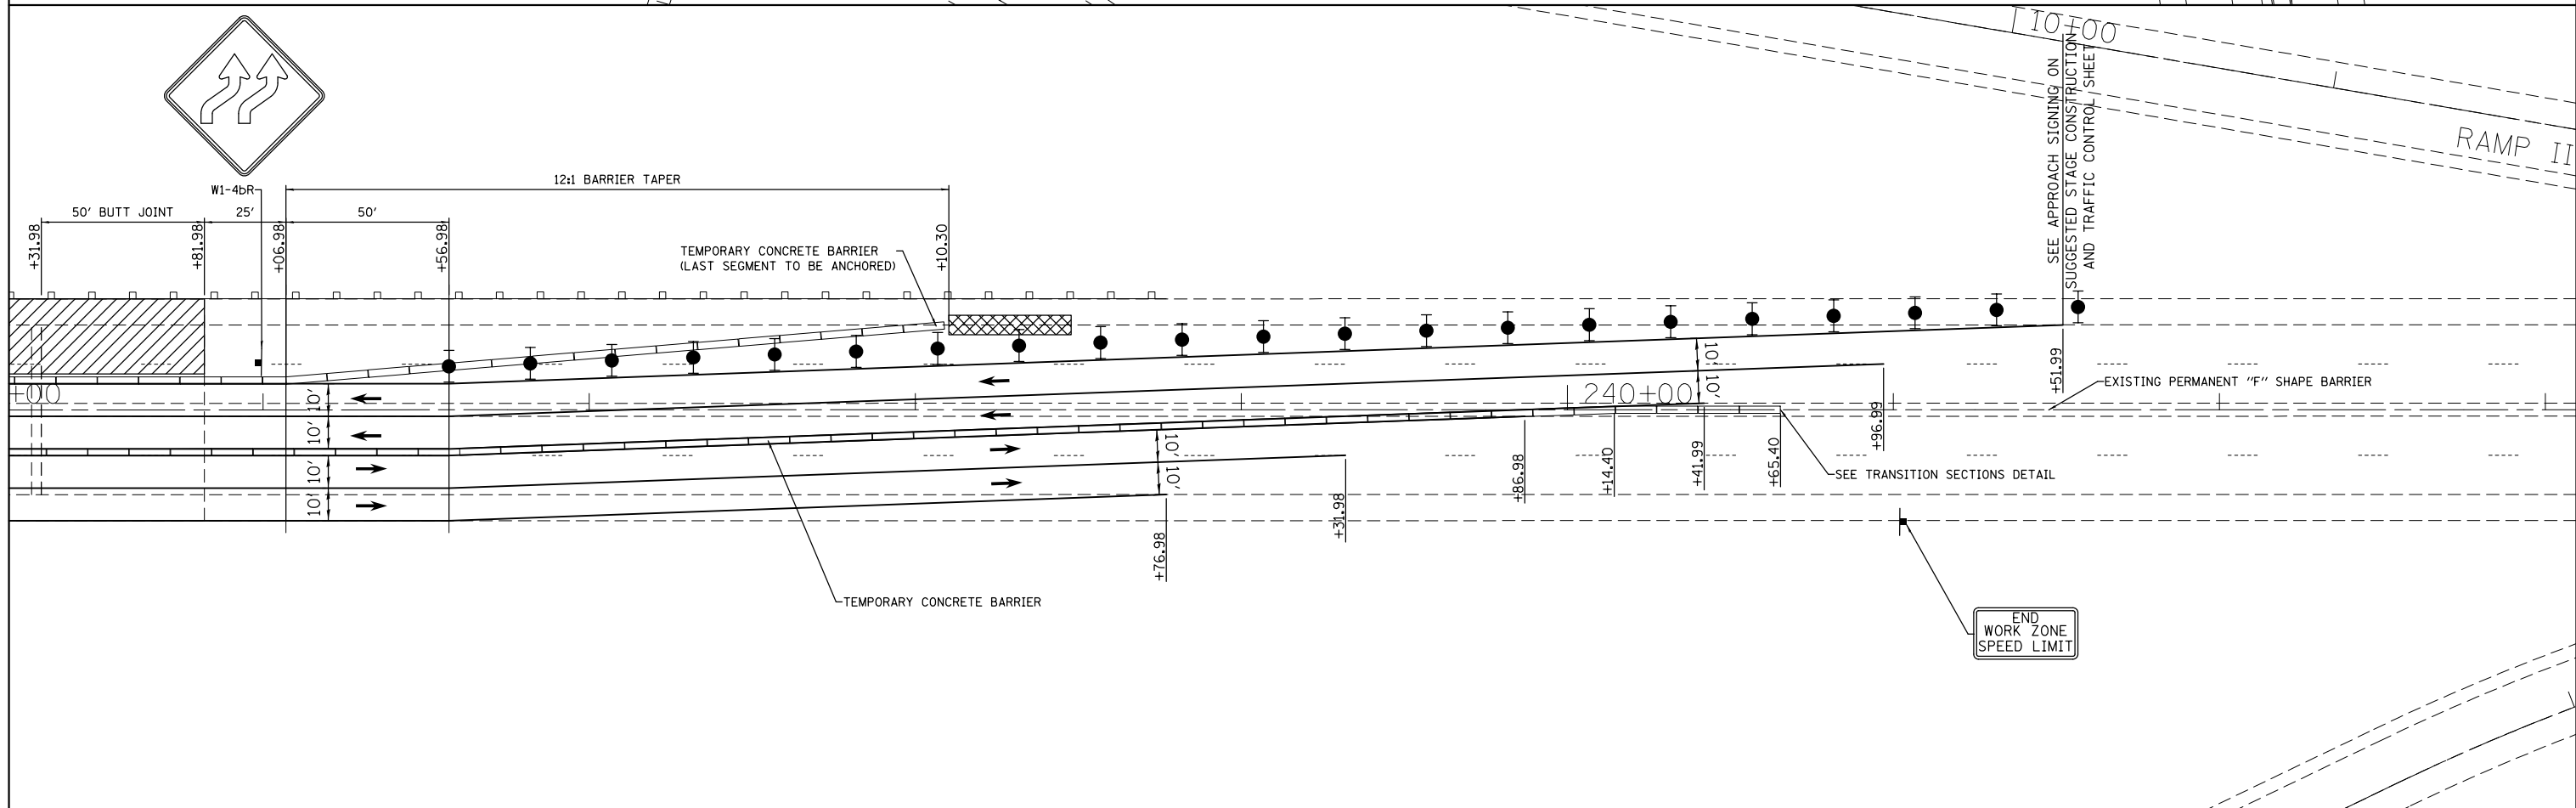 10+00
SEE APPROACH SIGNING ON
SUGGESTED STAGE CONSTRUCTION
AND TRAFFIC CONTROL SHEET
RAMP II
12:1 BARRIER TAPER
W1-4bR
50' BUTT JOINT
25'
50'
+31.98
+81.98
+06.98
+56.98
+10.30
TEMPORARY CONCRETE BARRIER
(LAST SEGMENT TO BE ANCHORED)
+00
10'
10'
10'
10'
10'
10'
240+00
10'
10'
+51.99
EXISTING PERMANENT "F" SHAPE BARRIER
+76.98
+31.98
+86.98
+14.40
+41.99
+65.40
+96.99
SEE TRANSITION SECTIONS DETAIL
TEMPORARY CONCRETE BARRIER
END
WORK ZONE
SPEED LIMIT